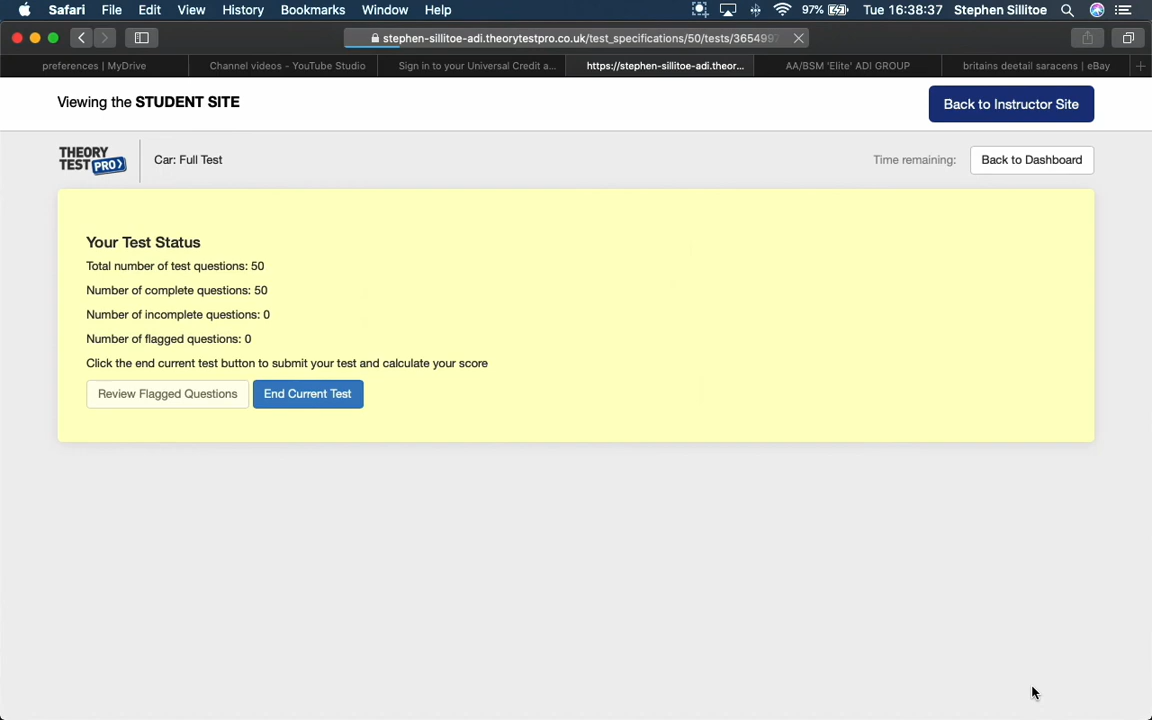 Safari File Edit View History Bookmarks Window Help 97% Tue 16:38:37 Stephen Sillitoe
stephen-sillitoe-adi.theorytestpro.co.uk/test_specifications/50/tests/3654997
preferences | MyDrive Channel videos - YouTube Studio Sign in to your Universal Credit a... https://stephen-sillitoe-adi.theor... AA/BSM 'Elite' ADI GROUP britains deetail saracens | eBay
Viewing the STUDENT SITE Back to Instructor Site
THEORY
TEST PRO Car: Full Test Time remaining: Back to Dashboard
Your Test Status
Total number of test questions: 50
Number of complete questions: 50
Number of incomplete questions: 0
Number of flagged questions: 0
Click the end current test button to submit your test and calculate your score
Review Flagged Questions End Current Test